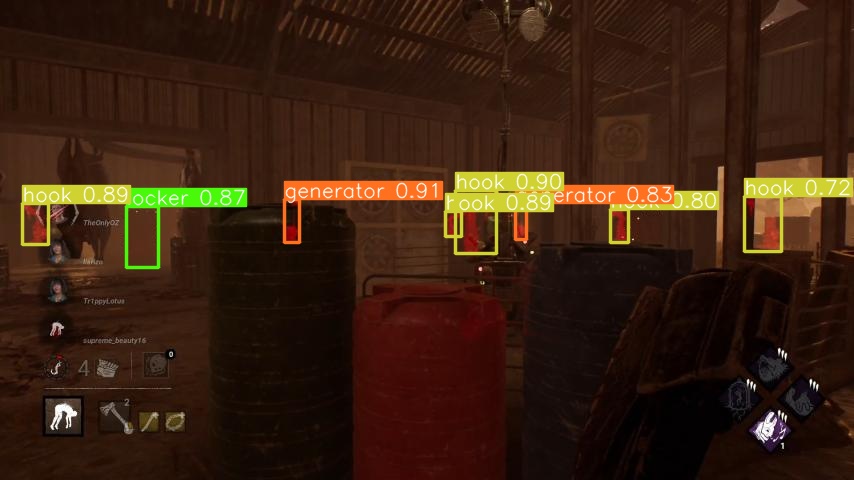 hook 0.89
ocker 0.87
generator 0.91
hook 0.90
ook 0.89
erator 0.83
0.80
hook 0.72
TheOnlyOZ
Tr1ppyLotus
supreme_beauty16
0
4
2
1